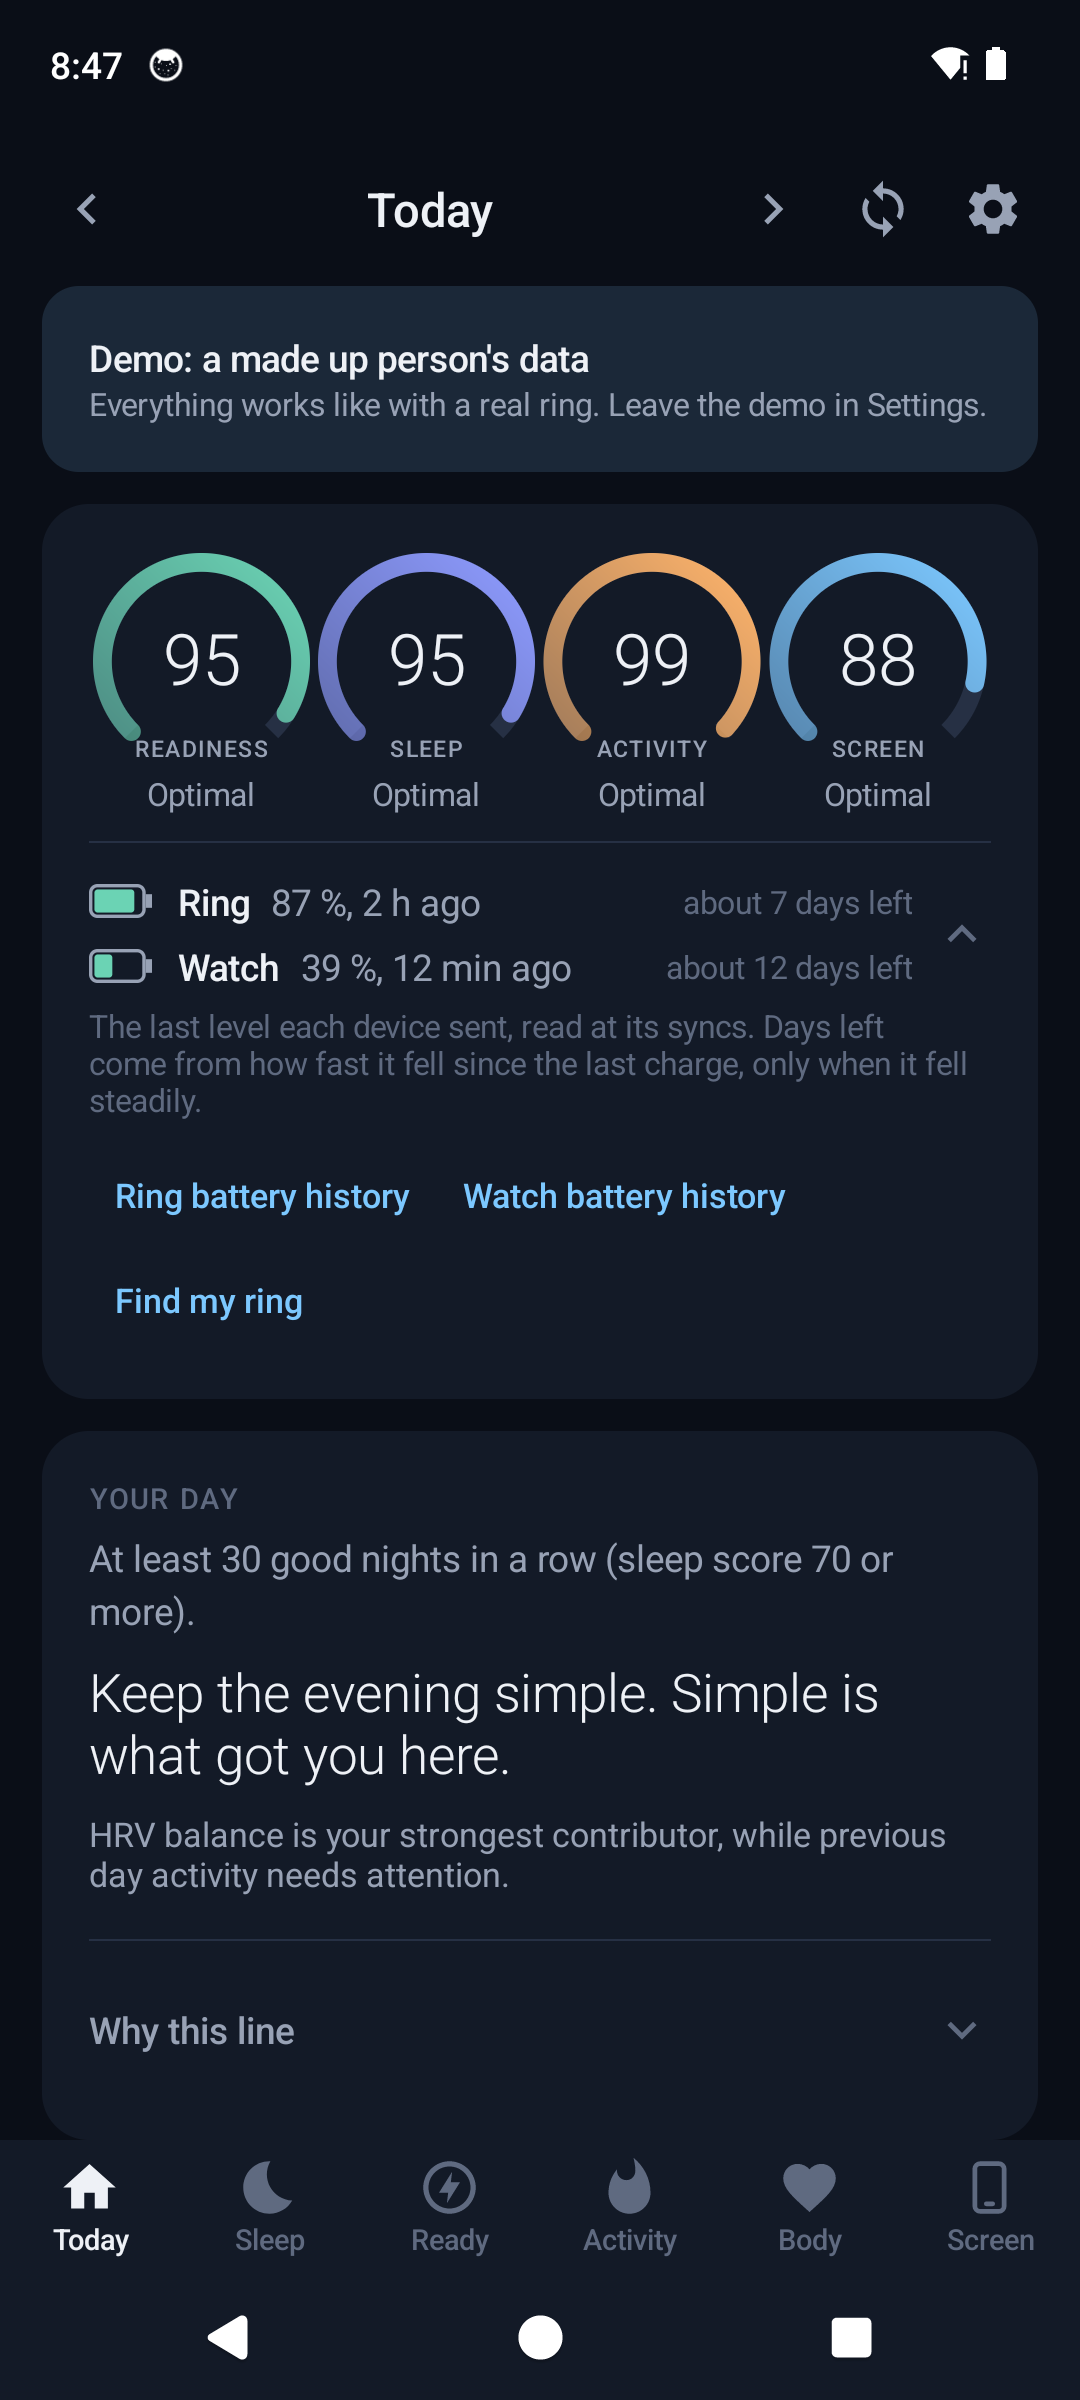 8:47
Today
Demo: a made up person's data
Everything works like with a real ring. Leave the demo in Settings.
95 95 99 88
READINESS SLEEP ACTIVITY SCREEN
Optimal Optimal Optimal Optimal
Ring 87 %, 2 h ago about 7 days left
Watch 39 %, 12 min ago about 12 days left
The last level each device sent, read at its syncs. Days left
come from how fast it fell since the last charge, only when it fell
steadily.
Ring battery history Watch battery history
Find my ring
YOUR DAY
At least 30 good nights in a row (sleep score 70 or
more).
Keep the evening simple. Simple is
what got you here.
HRV balance is your strongest contributor, while previous
day activity needs attention.
Why this line
Today Sleep Ready Activity Body Screen